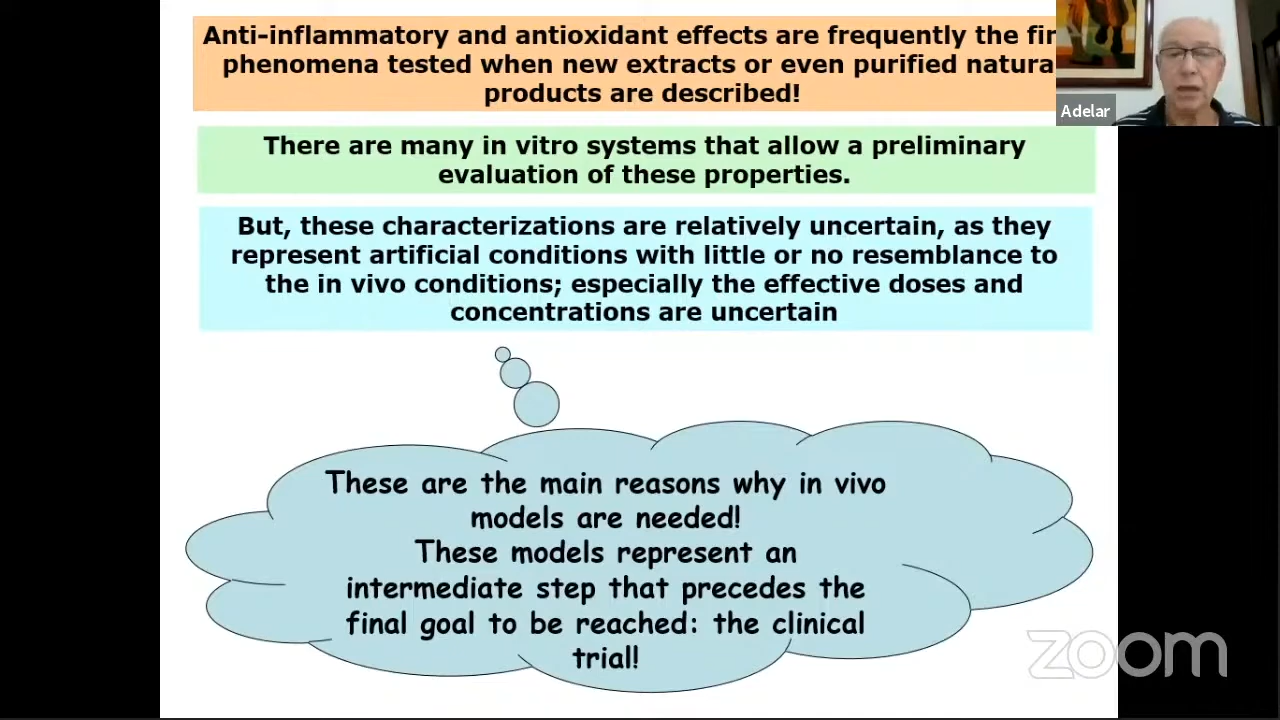 Anti-inflammatory and antioxidant effects are frequently the fir
phenomena tested when new extracts or even purified natura
products are described!
Adelar
There are many in vitro systems that allow a preliminary
evaluation of these properties.
But, these characterizations are relatively uncertain, as they
represent artificial conditions with little or no resemblance to
the in vivo conditions; especially the effective doses and
concentrations are uncertain
These are the main reasons why in vivo
models are needed!
These models represent an
intermediate step that precedes the
final goal to be reached: the clinical
trial!
zoom